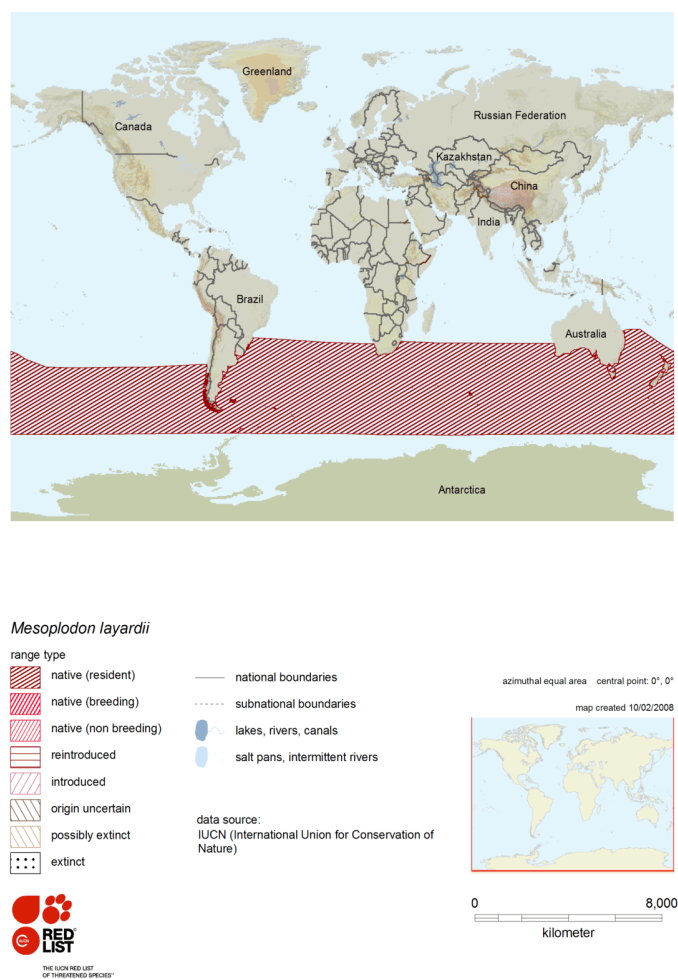 Greenland
Canada
Russian Federation
Kazakhstan
China
India
Brazil
Australia
Antarctica
Mesoplodon layardii
range type
native (resident)
native (breeding)
native (non breeding)
reintroduced
introduced
origin uncertain
possibly extinct
extinct
national boundaries
subnational boundaries
lakes, rivers, canals
salt pans, intermittent rivers
data source:
IUCN (International Union for Conservation of
Nature)
azimuthal equal area central point: 0°, 0°
map created 10/02/2008
0 8,000
kilometer
IUCN
RED
LIST
THE IUCN RED LIST
OF THREATENED SPECIES™